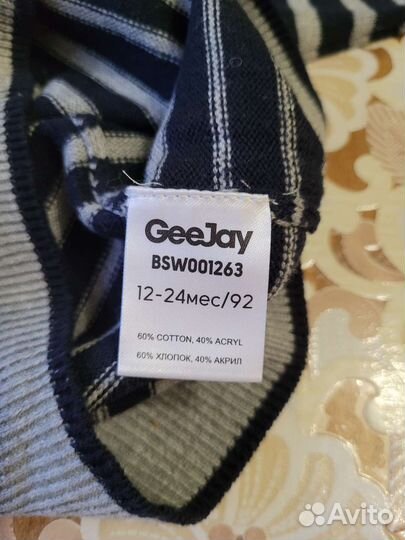 GeeJay
BSW001263
12-24мес/92
60% COTTON, 40% ACRYL
60% ХЛОПОК, 40% АКРИЛ
Avito